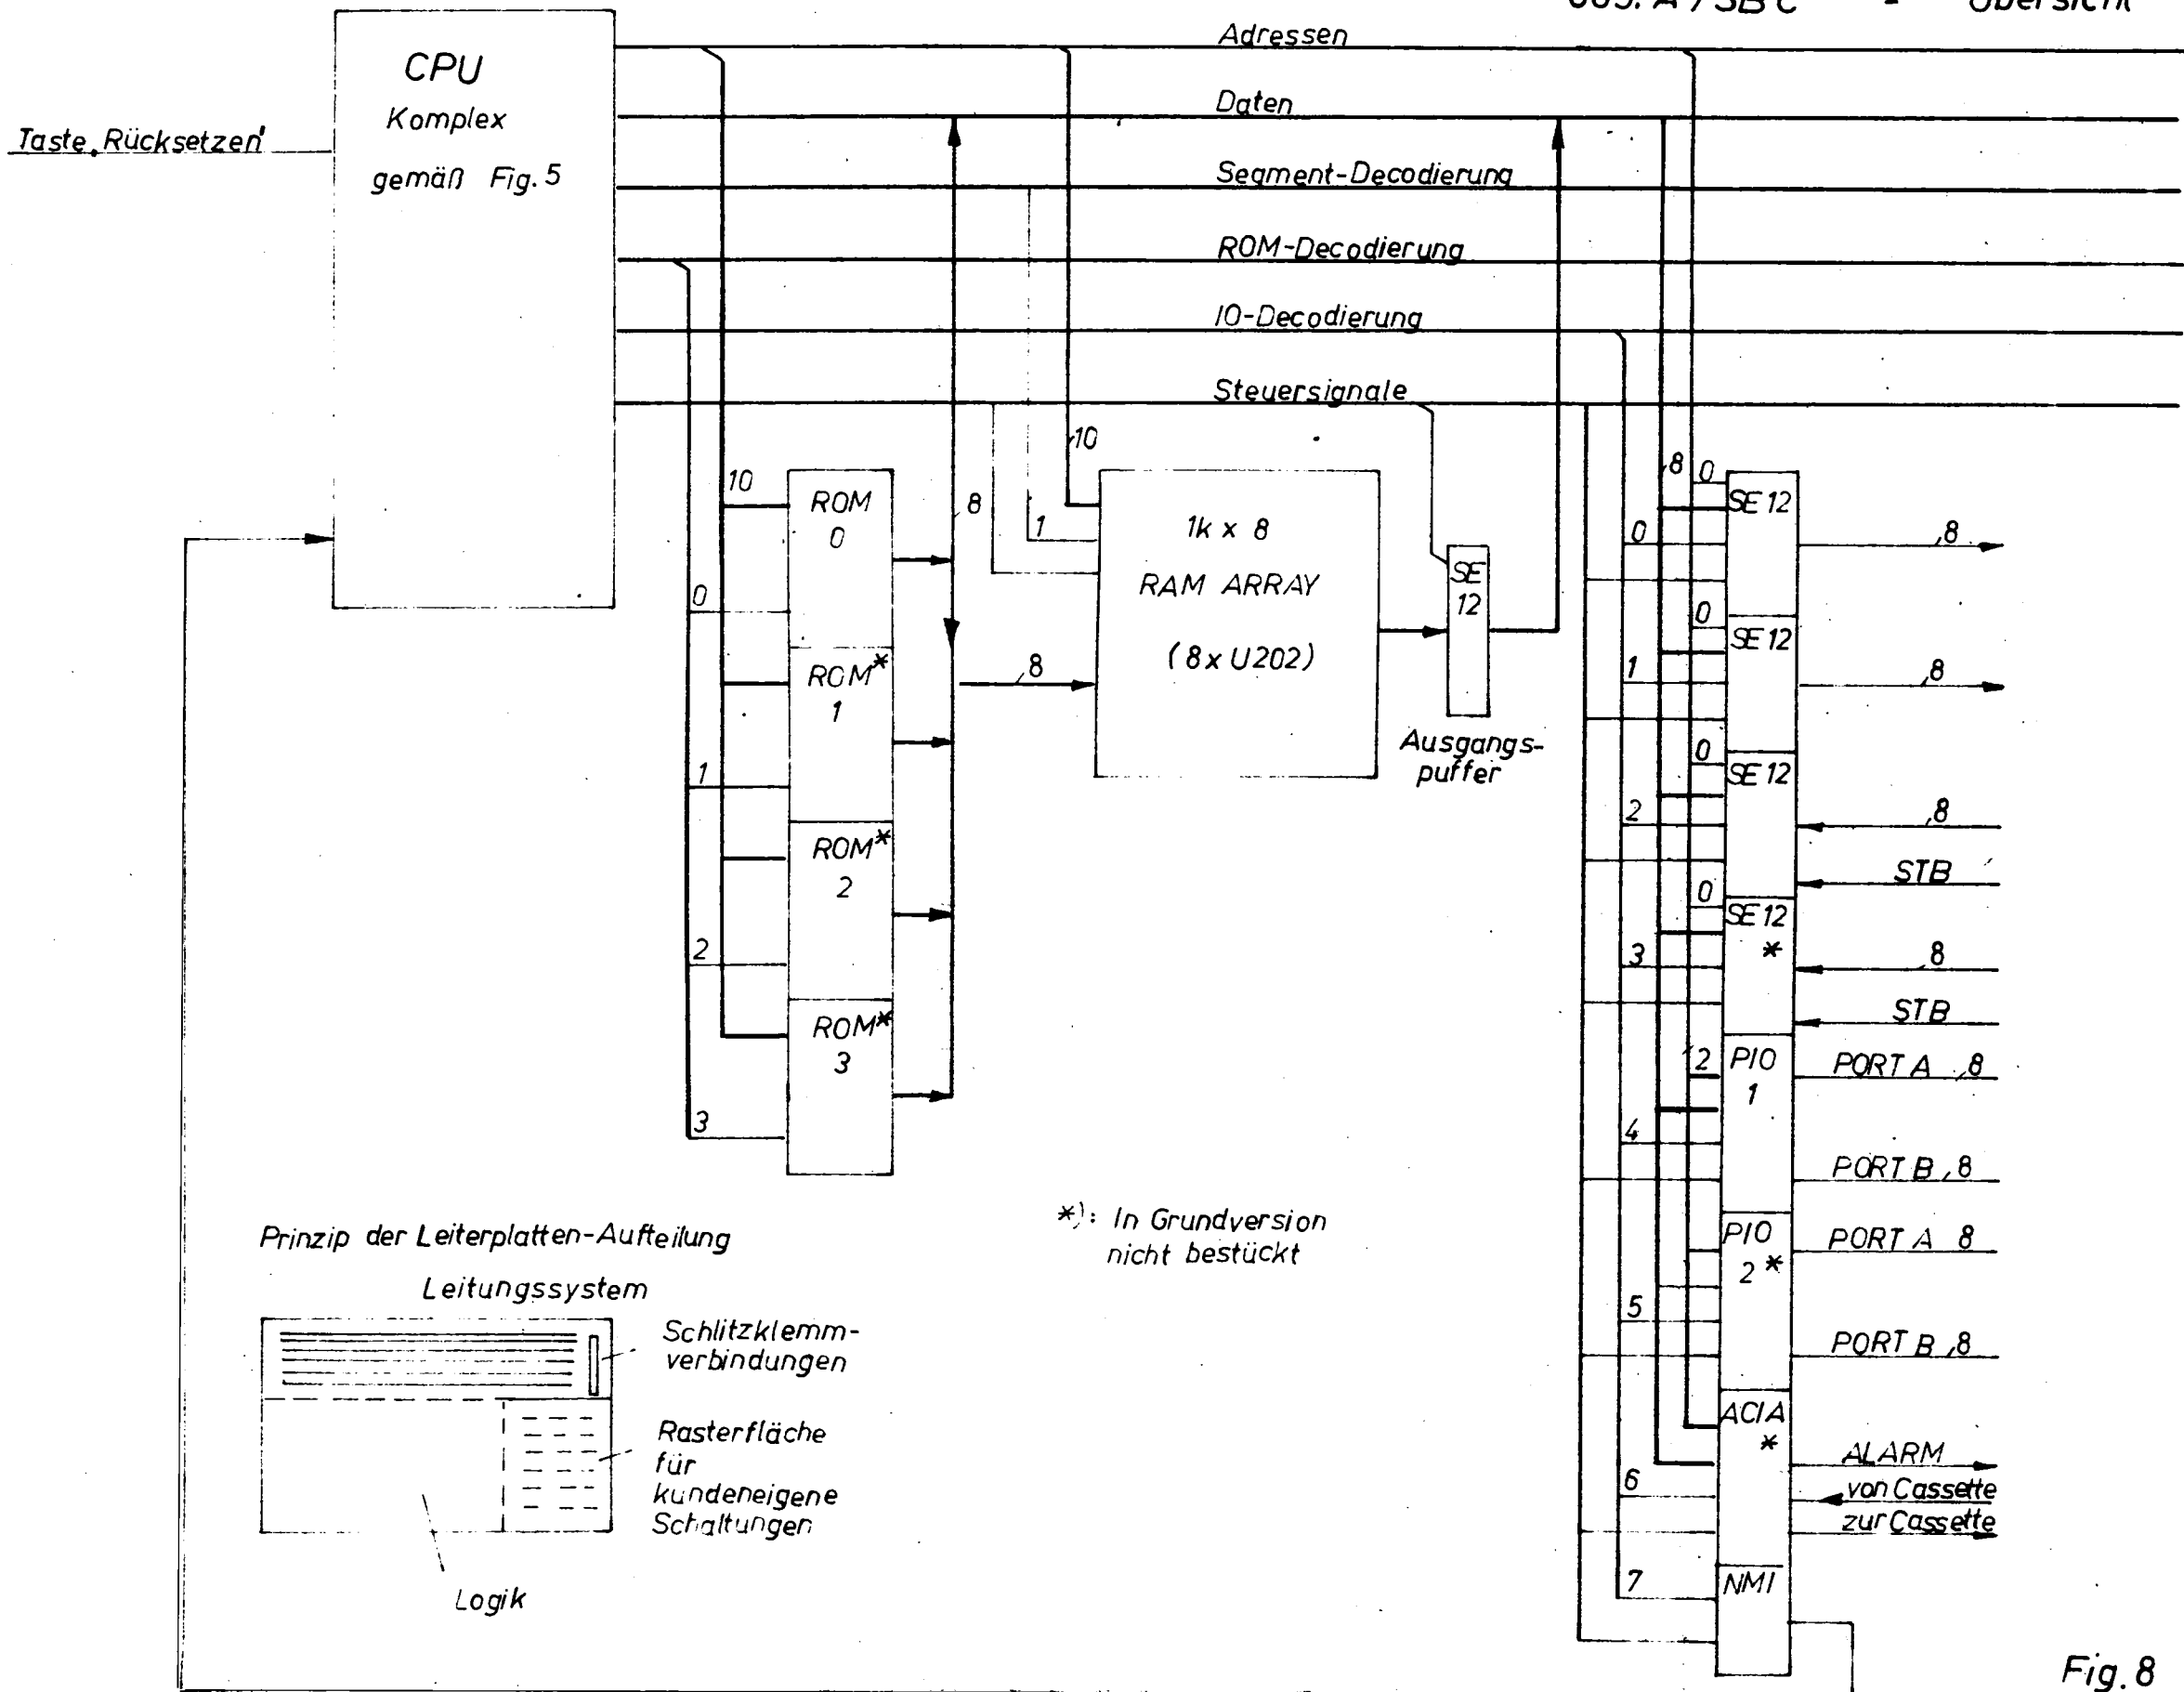 - Übersicht
Adressen
CPU
Komplex
gemäß Fig. 5
Daten
Taste „Rücksetzen"
Segment-Decodierung
ROM-Decodierung
IO-Decodierung
Steuersignale
10
ROM
0
0
ROM*
1
1
ROM*
2
2
ROM*
3
3
8
1
10
1k x 8
RAM ARRAY
(8x U202)
8
SE
12
Ausgangs-
puffer
8
0
SE 12
0
8
0
SE 12
1
8
0
SE 12
2
8
STB
0
SE 12
*
3
8
STB
2
PIO
1
PORT A 8
4
PORT B 8
PIO
2 *
PORT A 8
5
PORT B 8
ACIA
*
ALARM
6
von Cassette
zur Cassette
7
NMI
*): In Grundversion
nicht bestückt
Prinzip der Leiterplatten-Aufteilung
Leitungssystem
Schlitzklemm-
verbindungen
Rasterfläche
für
kundeneigene
Schaltungen
Logik
Fig. 8